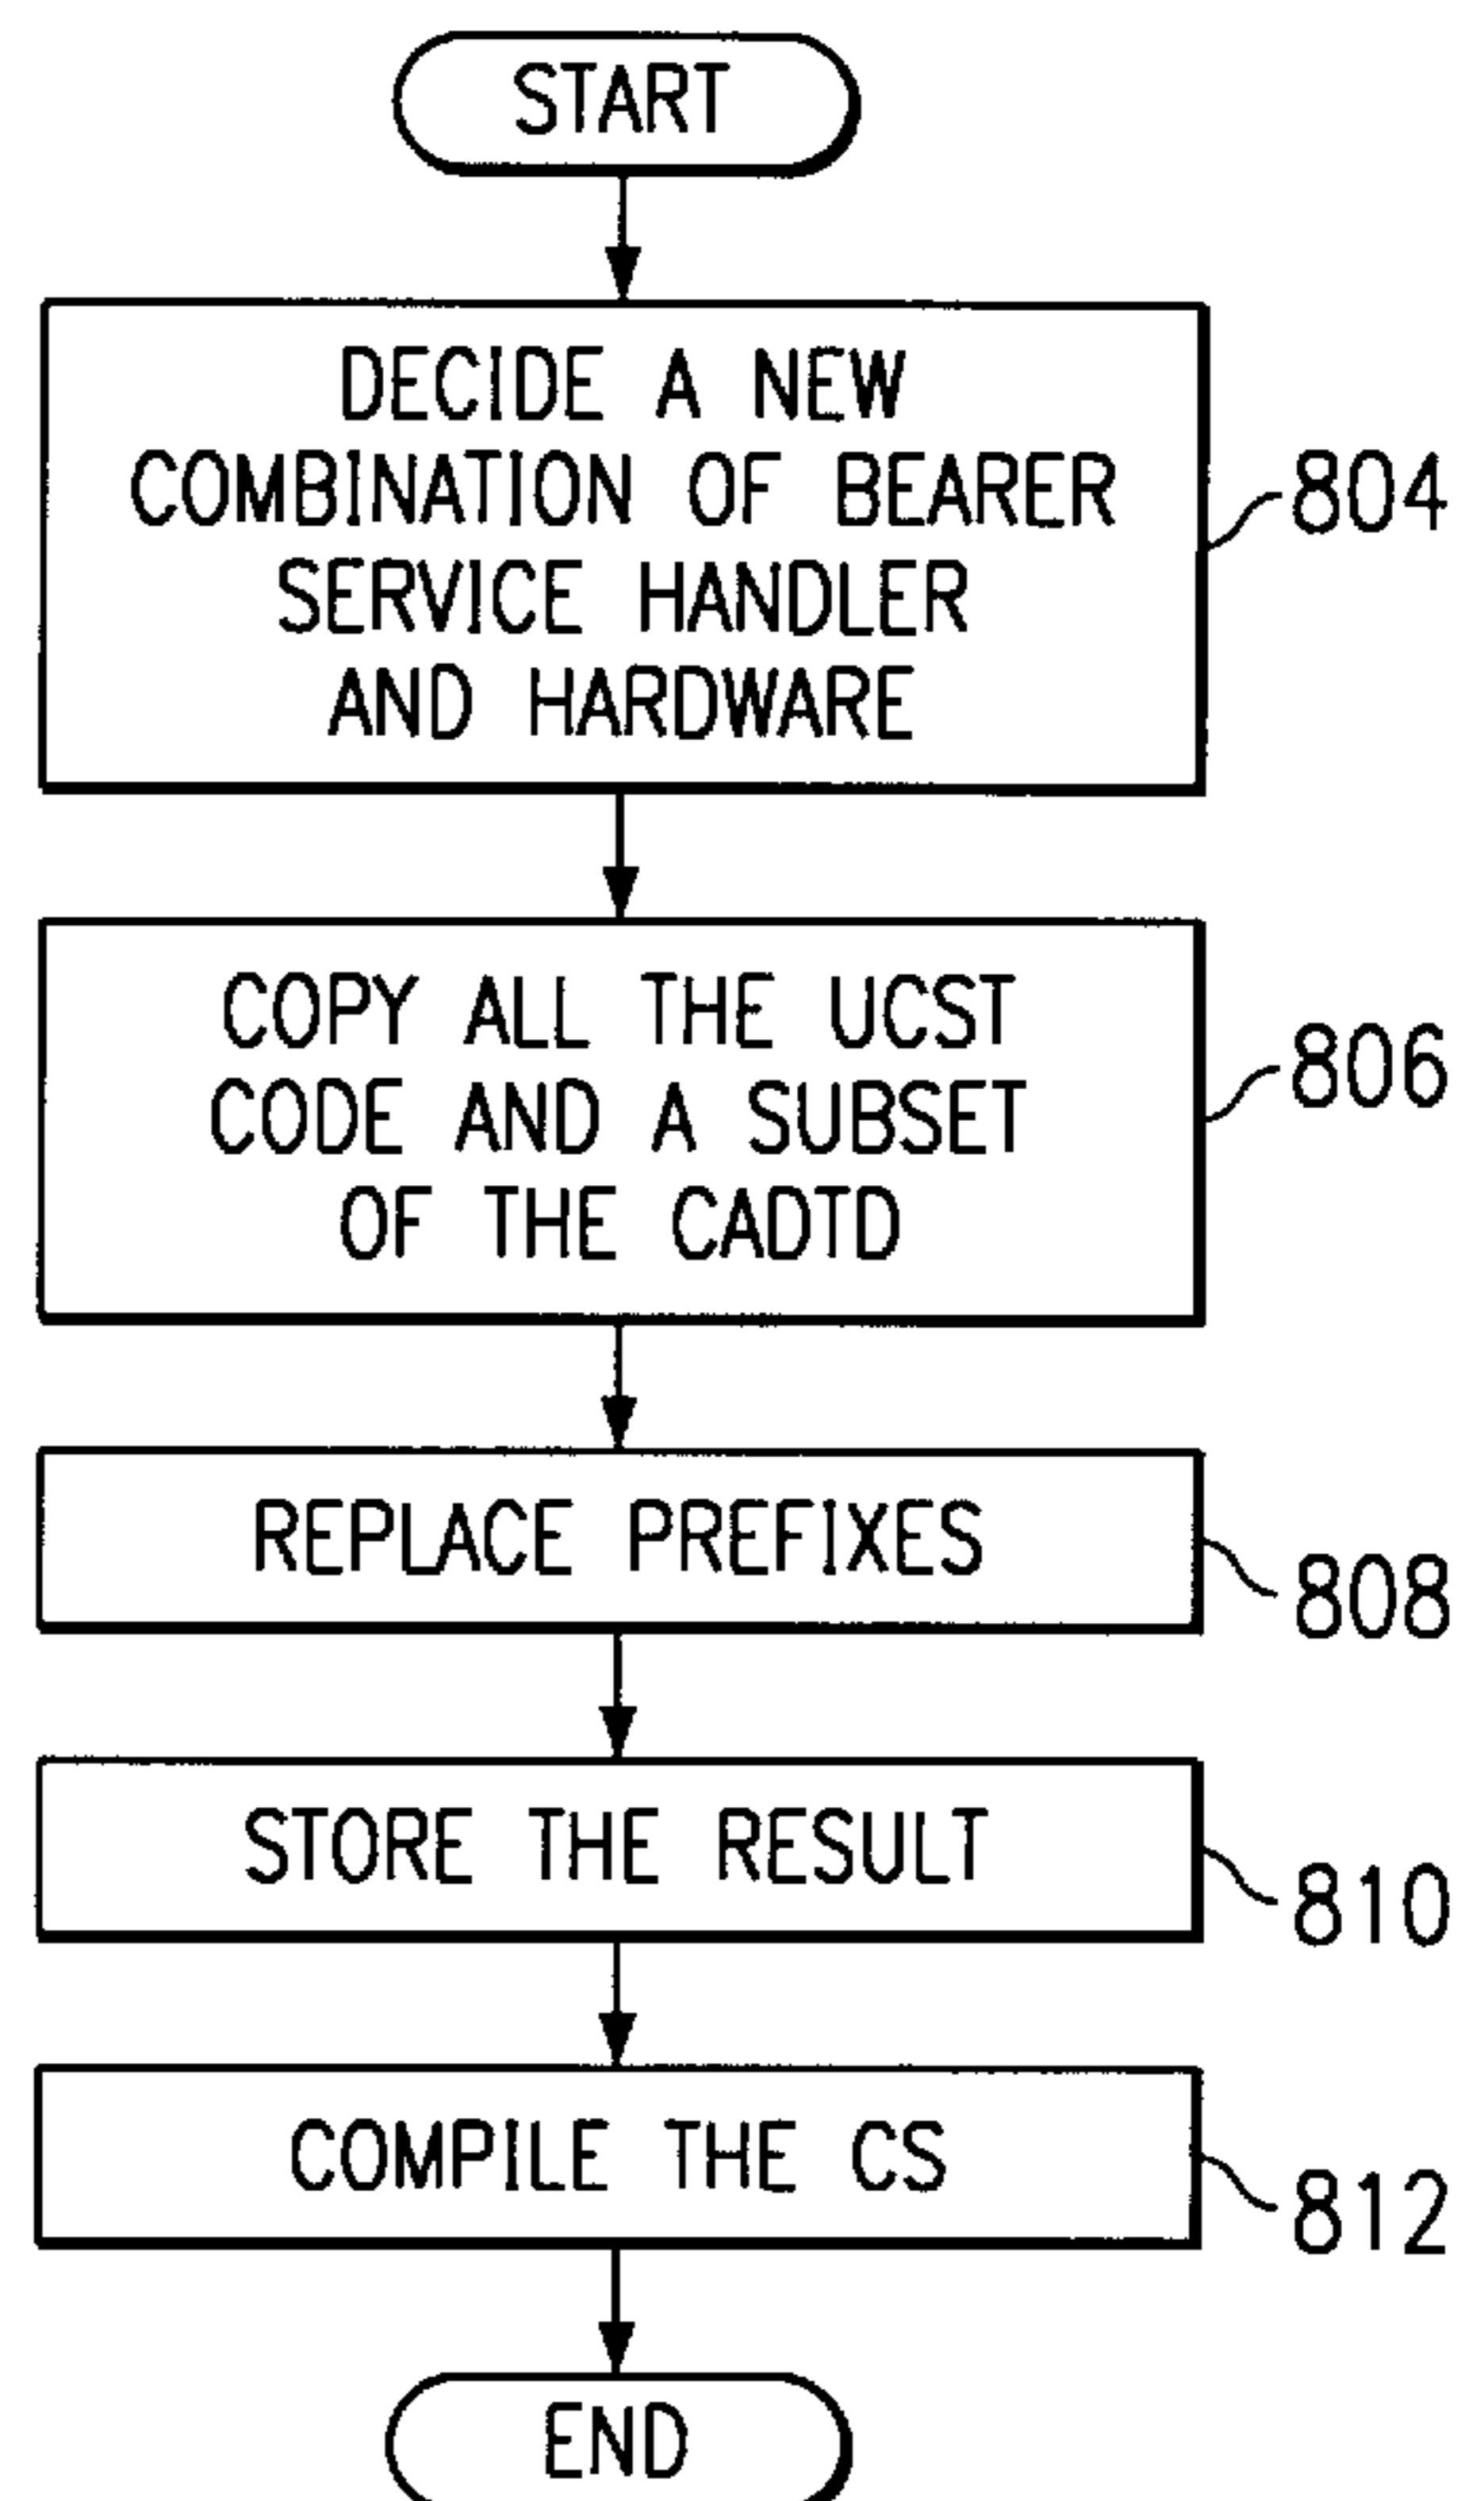 START
DECIDE A NEW
COMBINATION OF BEARER
SERVICE HANDLER
AND HARDWARE
804
COPY ALL THE UCST
CODE AND A SUBSET
OF THE CADTD
806
REPLACE PREFIXES
808
STORE THE RESULT
810
COMPILE THE CS
812
END